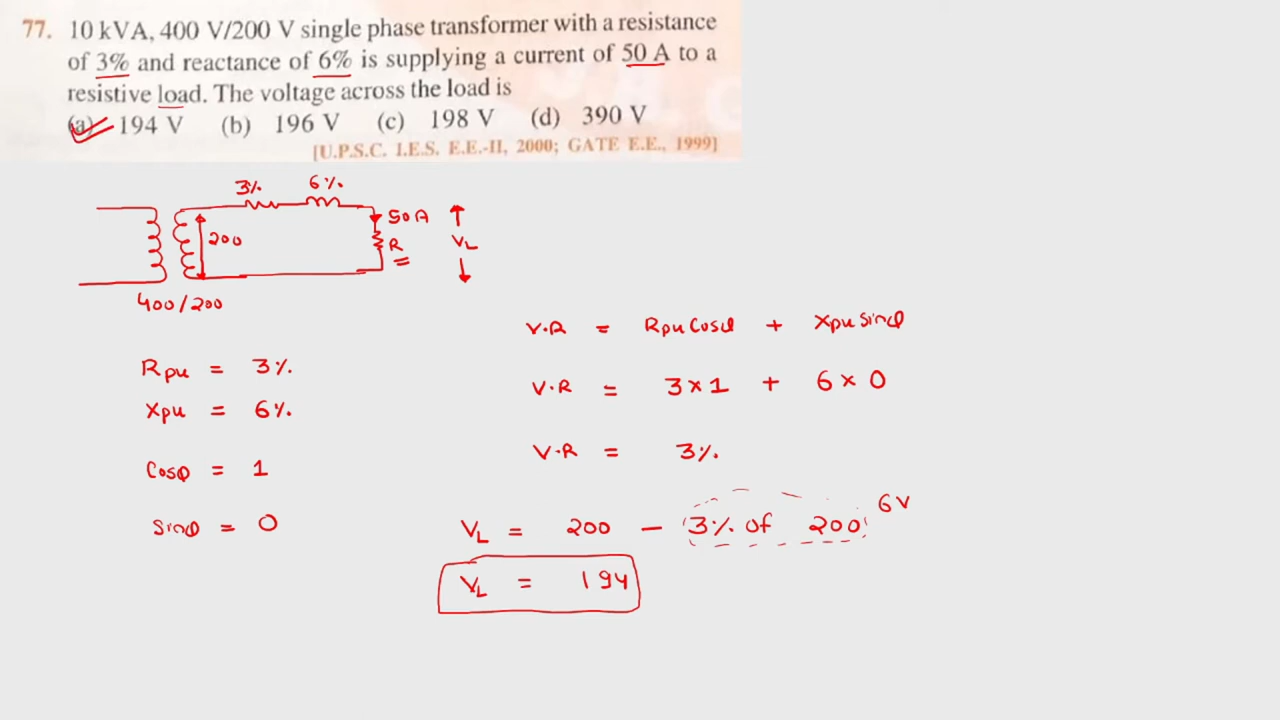 77. 10 kVA, 400 V/200 V single phase transformer with a resistance
of 3% and reactance of 6% is supplying a current of 50 A to a
resistive load. The voltage across the load is
(a) 194 V (b) 196 V (c) 198 V (d) 390 V
[U.P.S.C. I.E.S. E.E.-II, 2000; GATE E.E., 1999]
3% 6%
50A
200 R VL
400/200
V.R = Rpu Cosφ + Xpu Sinφ
Rpu = 3%
V.R = 3×1 + 6×0
Xpu = 6%
V.R = 3%
Cosφ = 1
Sinφ = 0
VL = 200 - 3% of 200 6V
VL = 194